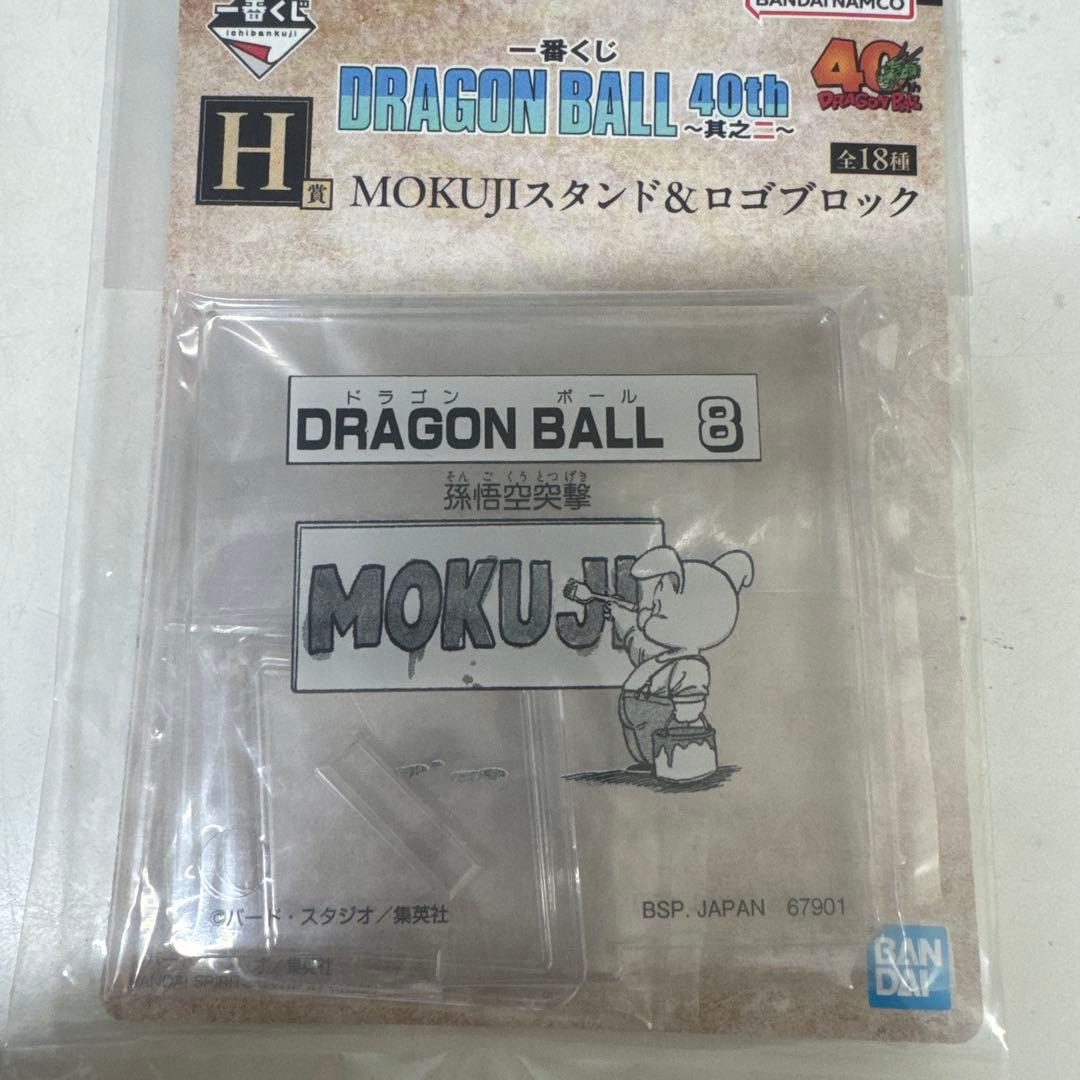 一番くじ
ichibankuji
BANDAI NAMCO
一番くじ
DRAGON BALL 40th
～其之二～
40th
DRAGON BALL
H賞
全18種
MOKUJIスタンド&ロゴブロック
ドラゴン ボール
DRAGON BALL 8
そんごくうとつげき
孫悟空突撃
MOKUJI
©バード・スタジオ／集英社
BSP. JAPAN 67901
BAN
DAI